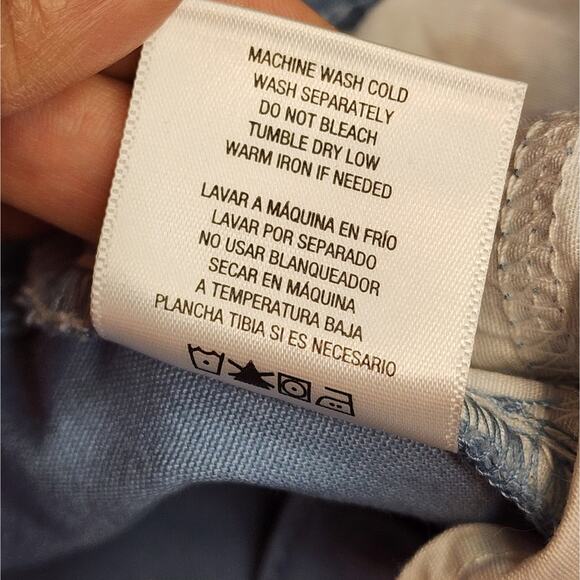 MACHINE WASH COLD
WASH SEPARATELY
DO NOT BLEACH
TUMBLE DRY LOW
WARM IRON IF NEEDED
LAVAR A MÁQUINA EN FRÍO
LAVAR POR SEPARADO
NO USAR BLANQUEADOR
SECAR EN MÁQUINA
A TEMPERATURA BAJA
PLANCHA TIBIA SI ES NECESARIO